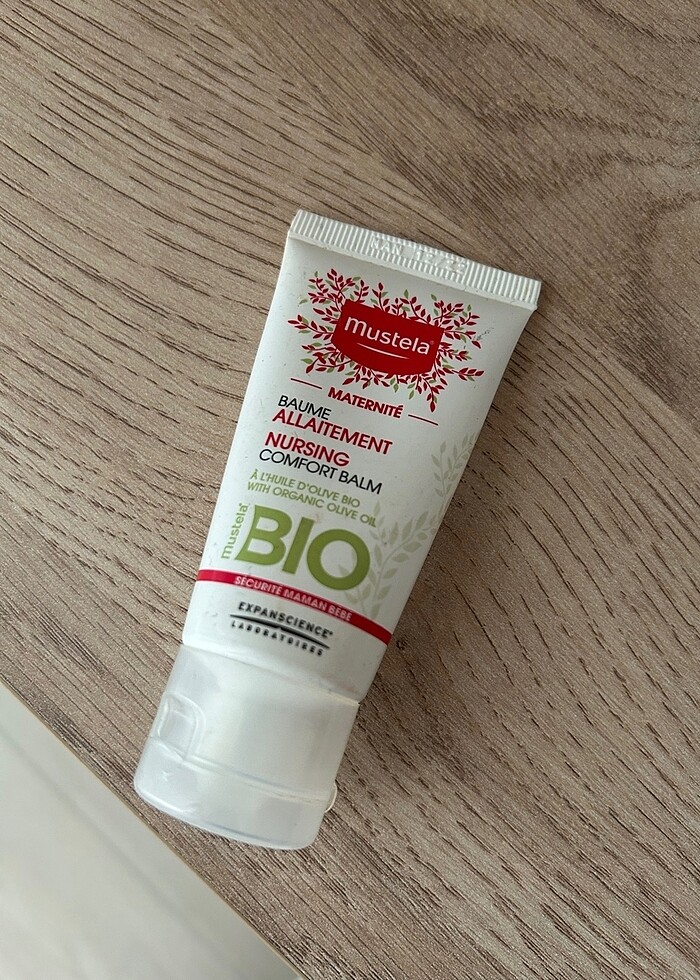 mustela
MATERNITÉ
BAUME
ALLAITEMENT
NURSING
COMFORT BALM
À L'HUILE D'OLIVE BIO
WITH ORGANIC OLIVE OIL
mustela®
BIO
SÉCURITÉ MAMAN BÉBÉ
EXPANSCIENCE®
LABORATOIRES